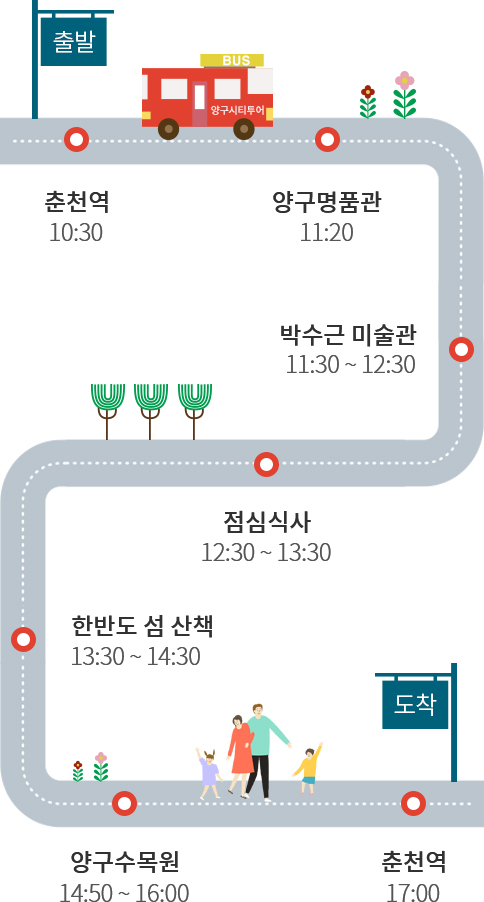 출발
BUS
양구시티투어
춘천역
10:30
양구명품관
11:20
박수근 미술관
11:30 ~ 12:30
점심식사
12:30 ~ 13:30
한반도 섬 산책
13:30 ~ 14:30
도착
양구수목원
14:50 ~ 16:00
춘천역
17:00